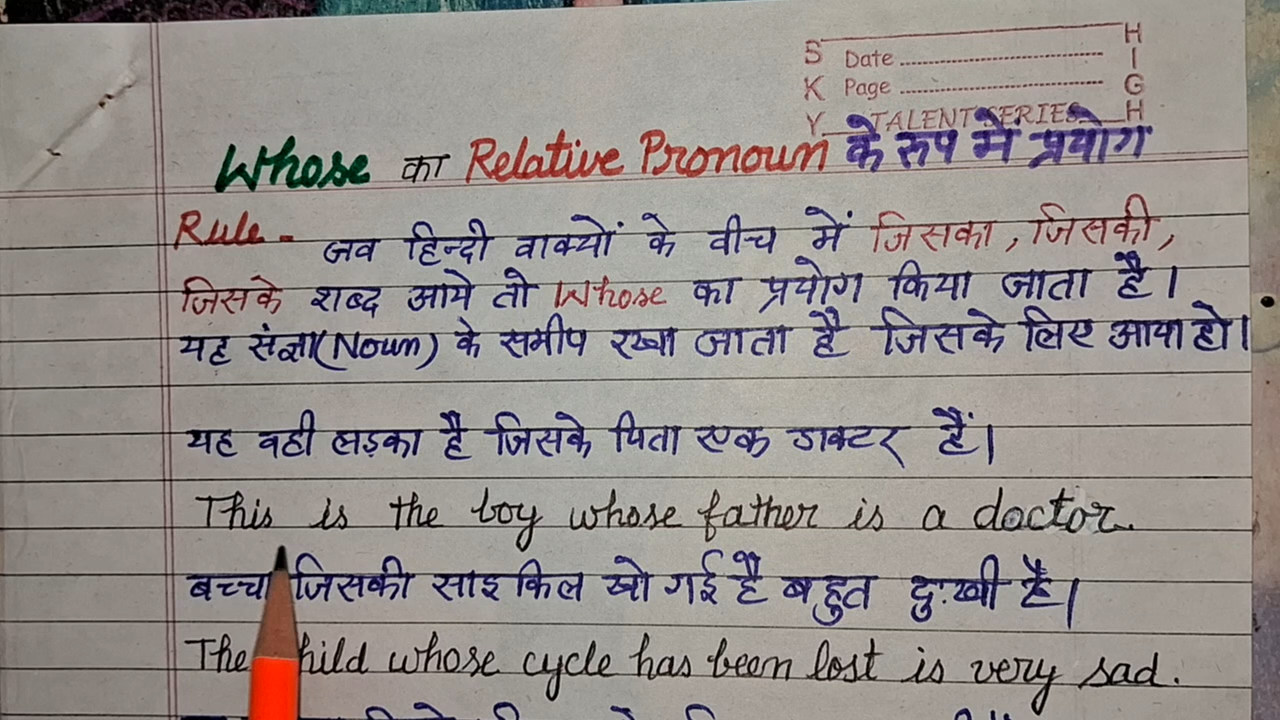 S H
Date I
K Page G
Y TALENT SERIES H
Whose का Relative Pronoun के रूप में प्रयोग
Rule - जब हिन्दी वाक्यों के बीच में जिसका, जिसकी,
जिसके शब्द आये तो Whose का प्रयोग किया जाता है।
यह संज्ञा (Noun) के समीप रखा जाता है जिसके लिए आया हो।
यह वही लड़का है जिसके पिता एक डाक्टर हैं।
This is the boy whose father is a doctor.
बच्चा जिसकी साइकिल खो गई है बहुत दुःखी है।
The child whose cycle has been lost is very sad.